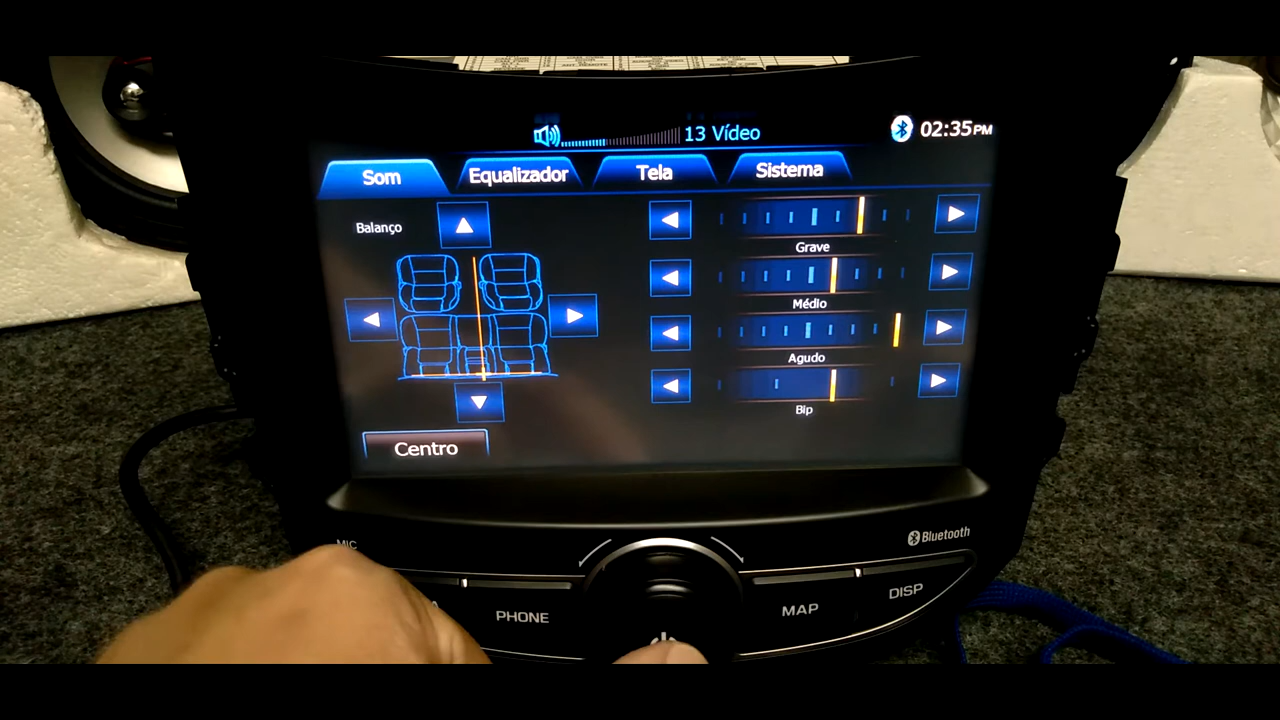 13 Vídeo
02:35PM
Som
Equalizador
Tela
Sistema
Balanço
Grave
Médio
Agudo
Bip
Centro
MIC
Bluetooth
PHONE
MAP
DISP